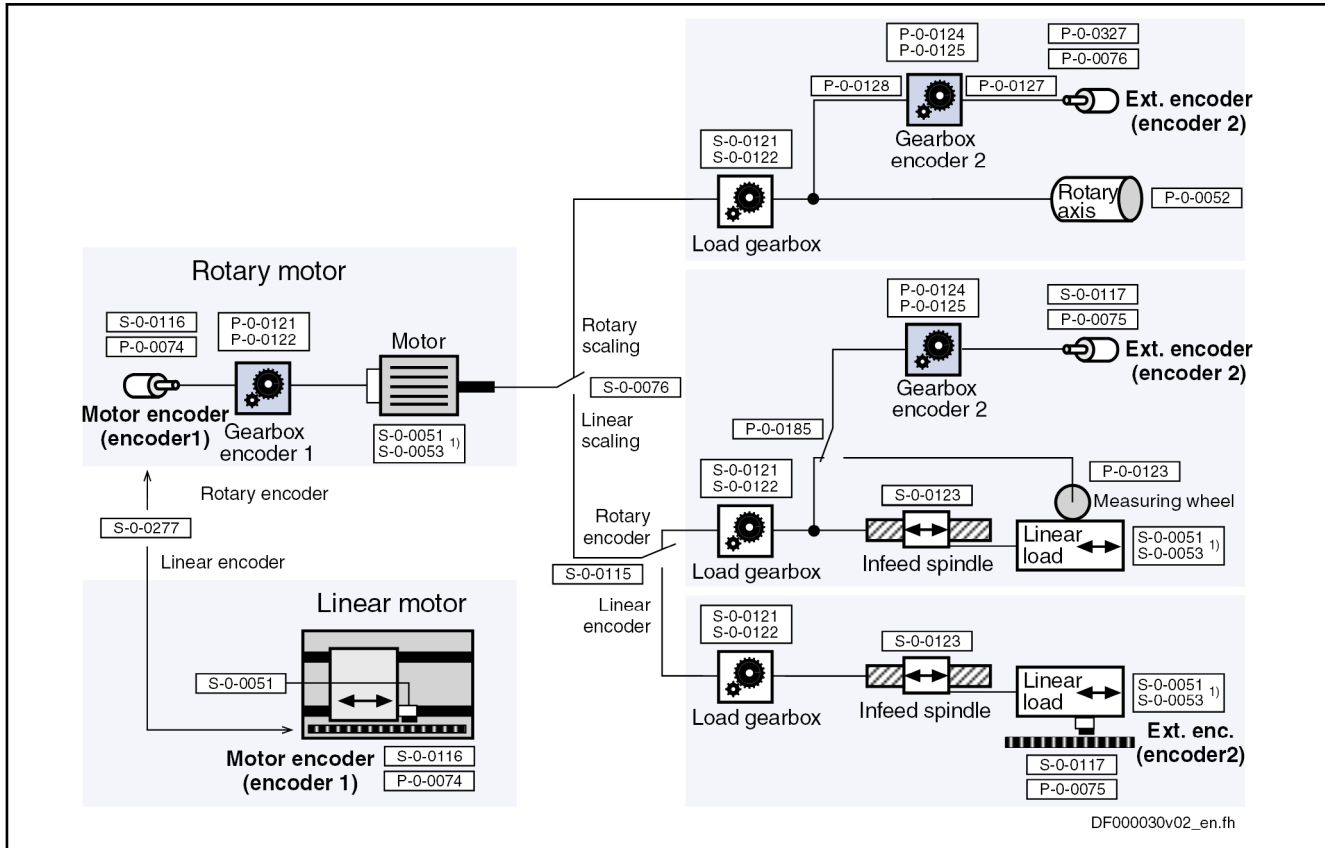 P-0-0124
P-0-0125
P-0-0327
P-0-0076
P-0-0128
P-0-0127
Ext. encoder
(encoder 2)
Gearbox
encoder 2
S-0-0121
S-0-0122
Load gearbox
Rotary
axis
P-0-0052
Rotary motor
S-0-0116
P-0-0074
P-0-0121
P-0-0122
Motor
Motor encoder
(encoder1)
Gearbox
encoder 1
S-0-0051
S-0-0053 1)
Rotary
scaling
S-0-0076
Linear
scaling
P-0-0124
P-0-0125
S-0-0117
P-0-0075
Ext. encoder
(encoder 2)
Gearbox
encoder 2
P-0-0185
S-0-0121
S-0-0122
Load gearbox
S-0-0123
Infeed spindle
P-0-0123
Measuring wheel
Linear
load
S-0-0051
S-0-0053 1)
Rotary encoder
S-0-0277
Linear encoder
Rotary
encoder
S-0-0115
Linear
encoder
Linear motor
S-0-0051
Motor encoder
(encoder 1)
S-0-0116
P-0-0074
S-0-0121
S-0-0122
Load gearbox
S-0-0123
Infeed spindle
Linear
load
S-0-0051
S-0-0053 1)
Ext. enc.
(encoder2)
S-0-0117
P-0-0075
DF000030v02_en.fh